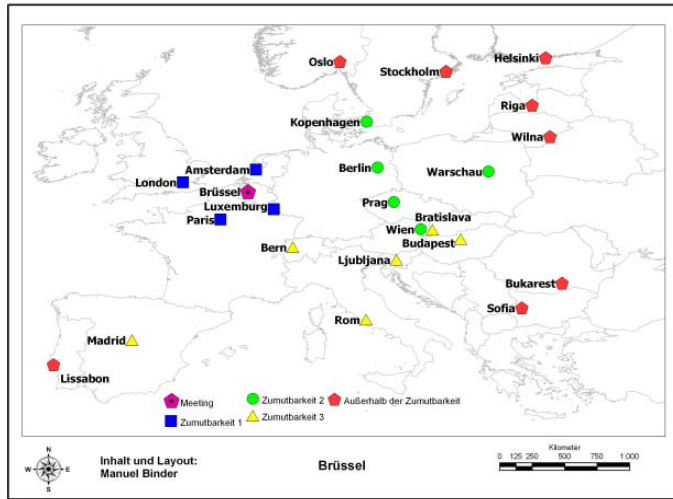 Oslo
Helsinki
Stockholm
Riga
Kopenhagen
Wilna
Amsterdam
Berlin
Warschau
London
Brüssel
Luxemburg
Prag
Paris
Bratislava
Wien
Budapest
Bern
Ljubljana
Bukarest
Sofia
Rom
Madrid
Lissabon
Meeting
Zumutbarkeit 1
Zumutbarkeit 2
Zumutbarkeit 3
Außerhalb der Zumutbarkeit
N
W E
S
Inhalt und Layout:
Manuel Binder
Brüssel
Kilometer
0 125 250 500 750 1.000